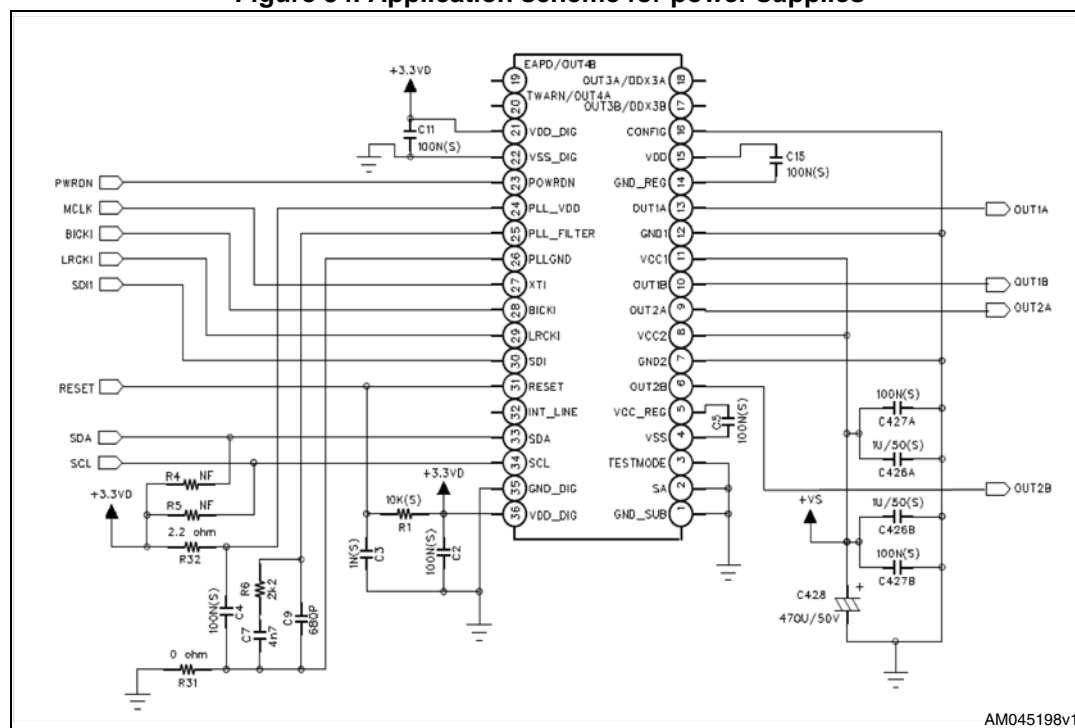 Application scheme for power supplies
+3.3VD
C11
100N(S)
PWRDN
MCLK
BICKI
LRCKI
SDI1
RESET
SDA
SCL
+3.3VD
R4 NF
R5 NF
2.2 ohm
R32
100N(S)
C4
R6
2k2
C7
4n7
C9
680P
0 ohm
R31
10K(S)
R1
+3.3VD
1N(S)
C3
100N(S)
C2
19 EAPD/OUT4B
20 TWARN/OUT4A
21 VDD_DIG
22 VSS_DIG
23 POWRDN
24 PLL_VDD
25 PLL_FILTER
26 PLLGND
27 XTI
28 BICKI
29 LRCKI
30 SDI
31 RESET
32 INT_LINE
33 SDA
34 SCL
35 GND_DIG
36 VDD_DIG
OUT3A/DDX3A 18
OUT3B/DDX3B 17
CONFIG 16
VDD 15
GND_REG 14
OUT1A 13
GND1 12
VCC1 11
OUT1B 10
OUT2A 9
VCC2 8
GND2 7
OUT2B 6
VCC_REG 5
VSS 4
TESTMODE 3
SA 2
GND_SUB 1
C15
100N(S)
C5
100N(S)
OUT1A
OUT1B
OUT2A
OUT2B
100N(S)
C427A
1U/50(S)
C426A
+VS
1U/50(S)
C426B
100N(S)
C427B
C428 +
470U/50V
AM045198v1